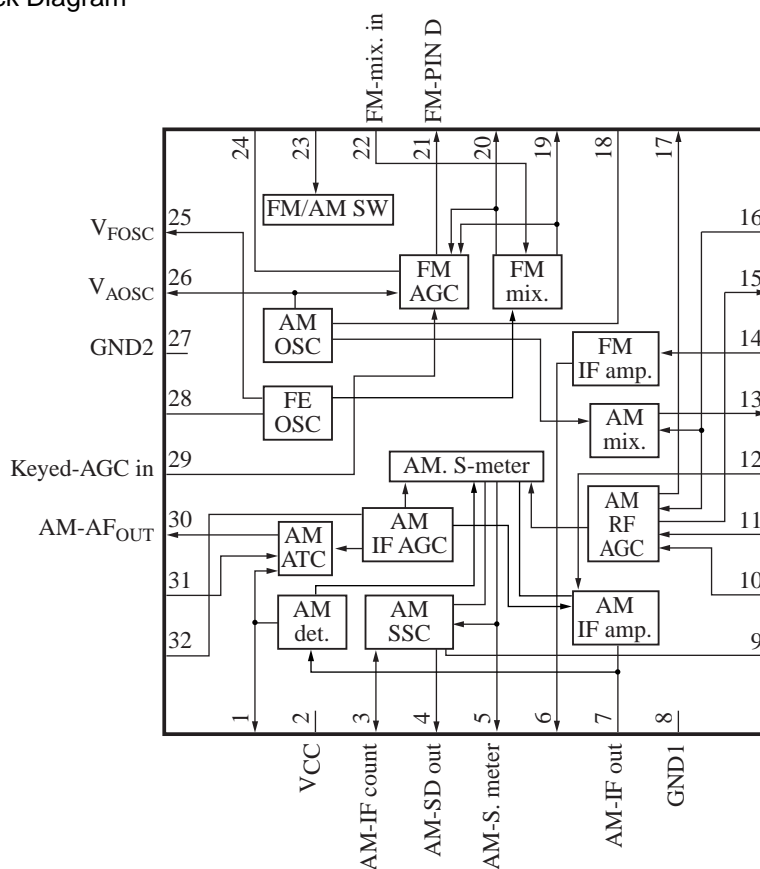 ck Diagram
FM-mix. in
FM-PIN D
24
23
22
21
20
19
18
17
FM/AM SW
25
V_FOSC
26
V_AOSC
27
GND2
28
29
Keyed-AGC in
30
AM-AF_OUT
31
32
16
15
14
13
12
11
10
9
FM
AGC
FM
mix.
AM
OSC
FM
IF amp.
FE
OSC
AM
mix.
AM. S-meter
AM
RF
AGC
AM
IF AGC
AM
ATC
AM
det.
AM
SSC
AM
IF amp.
1
2
3
4
5
6
7
8
VCC
AM-IF count
AM-SD out
AM-S. meter
AM-IF out
GND1